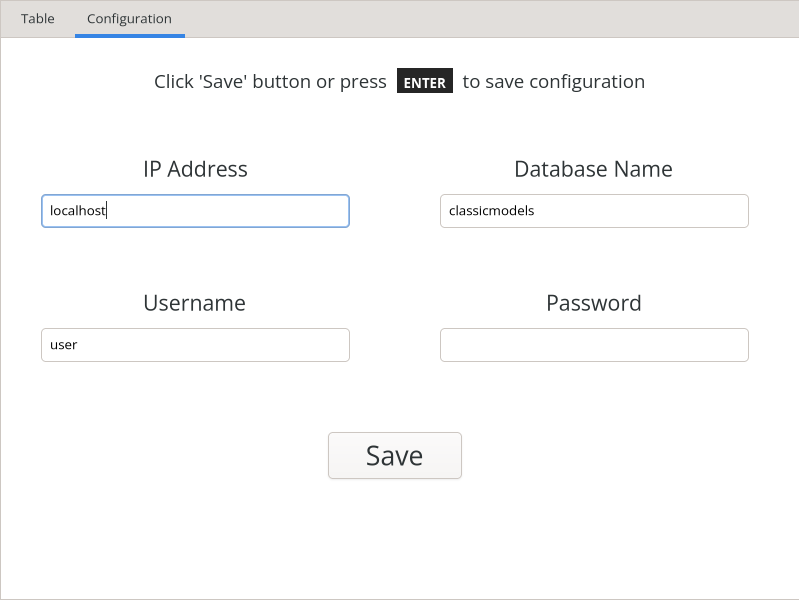 Table Configuration
Click 'Save' button or press ENTER to save configuration
IP Address Database Name
localhost classicmodels
Username Password
user
Save